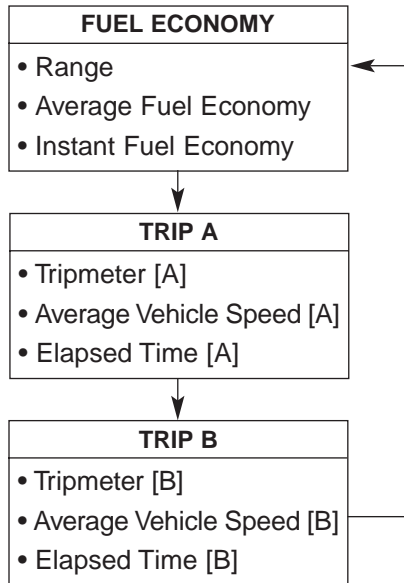 FUEL ECONOMY
• Range
• Average Fuel Economy
• Instant Fuel Economy
TRIP A
• Tripmeter [A]
• Average Vehicle Speed [A]
• Elapsed Time [A]
TRIP B
• Tripmeter [B]
• Average Vehicle Speed [B]
• Elapsed Time [B]